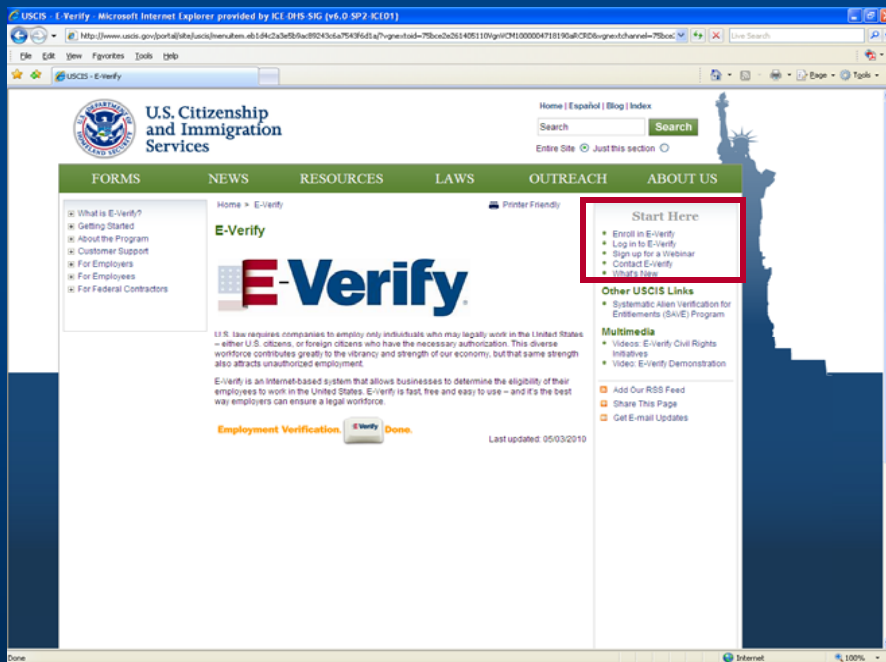 USCIS - E-Verify - Microsoft Internet Explorer provided by ICE-DHS-SIG (v6.0-SP2-ICE01)
Live Search
File Edit View Favorites Tools Help
USCIS - E-Verify
Page Tools
U.S. DEPARTMENT OF HOMELAND SECURITY
U.S. Citizenship
and Immigration
Services
Home | Español | Blog | Index
Search Search
Entire Site Just this section
FORMS NEWS RESOURCES LAWS OUTREACH ABOUT US
What is E-Verify?
Getting Started
About the Program
Customer Support
For Employers
For Employees
For Federal Contractors
Home > E-Verify
Printer Friendly
E-Verify
E-Verify
U.S. law requires companies to employ only individuals who may legally work in the United States
– either U.S. citizens, or foreign citizens who have the necessary authorization. This diverse
workforce contributes greatly to the vibrancy and strength of our economy, but that same strength
also attracts unauthorized employment.
E-Verify is an Internet-based system that allows businesses to determine the eligibility of their
employees to work in the United States. E-Verify is fast, free and easy to use – and it's the best
way employers can ensure a legal workforce.
Employment Verification. E-Verify Done.
Last updated: 05/03/2010
Start Here
Enroll in E-Verify
Log in to E-Verify
Sign up for a Webinar
Contact E-Verify
What's New
Other USCIS Links
Systematic Alien Verification for
Entitlements (SAVE) Program
Multimedia
Videos: E-Verify Civil Rights
Initiatives
Video: E-Verify Demonstration
Add Our RSS Feed
Share This Page
Get E-mail Updates
Done Internet 100%